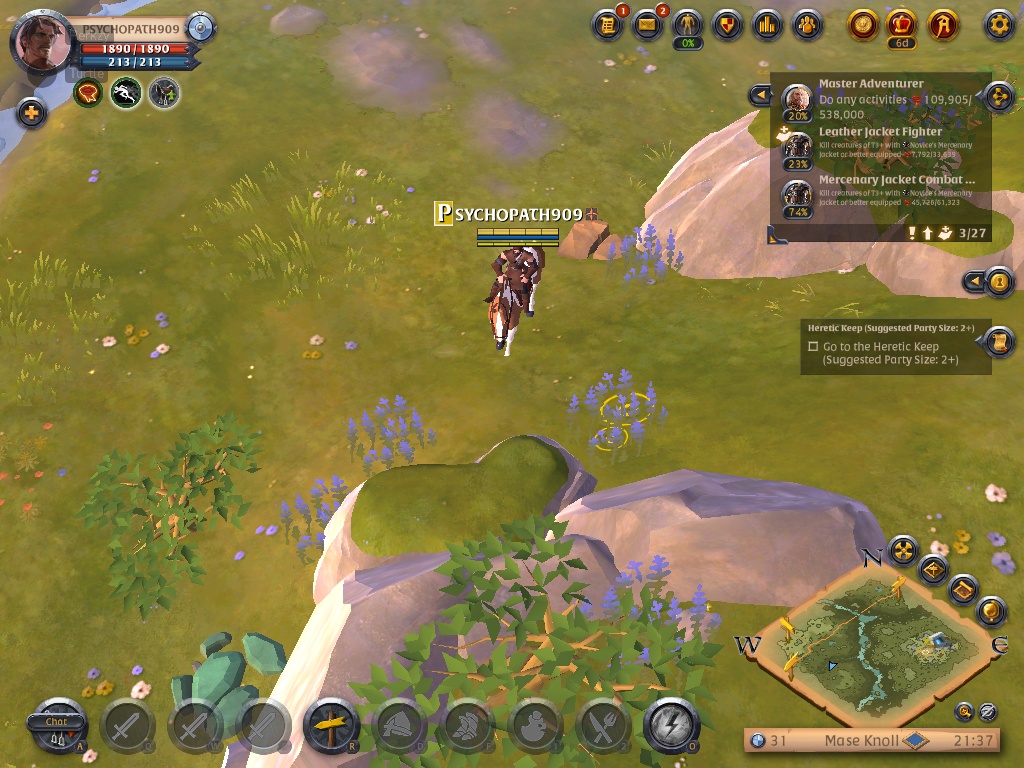 PSYCHOPATH909
1890 / 1890
213 / 213
1
2
0%
6d
Master Adventurer
Do any activities 109,905/
538,000
20%
Leather Jacket Fighter
Kill creatures of T3+ with Novice's Mercenary
Jacket or better equipped
23%
Mercenary Jacket Combat ...
Kill creatures of T3+ with Novice's Mercenary
Jacket or better equipped 45,726/61,323
74%
3/27
PSYCHOPATH909
Heretic Keep (Suggested Party Size: 2+)
Go to the Heretic Keep
(Suggested Party Size: 2+)
N
W
E
Chat
A
Q
W
R
D
F
2
O
31
Mase Knoll
21:37